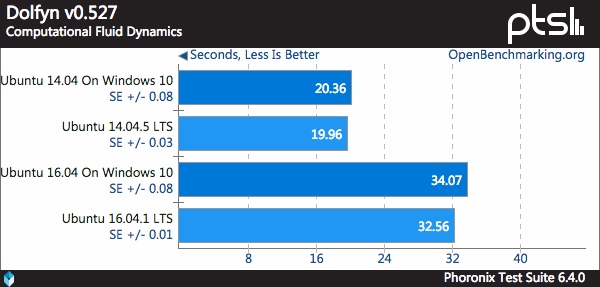 Dolfyn v0.527
Computational Fluid Dynamics
ptsl
Seconds, Less Is Better
OpenBenchmarking.org
Ubuntu 14.04 On Windows 10
SE +/- 0.08
20.36
Ubuntu 14.04.5 LTS
SE +/- 0.03
19.96
Ubuntu 16.04 On Windows 10
SE +/- 0.08
34.07
Ubuntu 16.04.1 LTS
SE +/- 0.01
32.56
8 16 24 32 40
Phoronix Test Suite 6.4.0